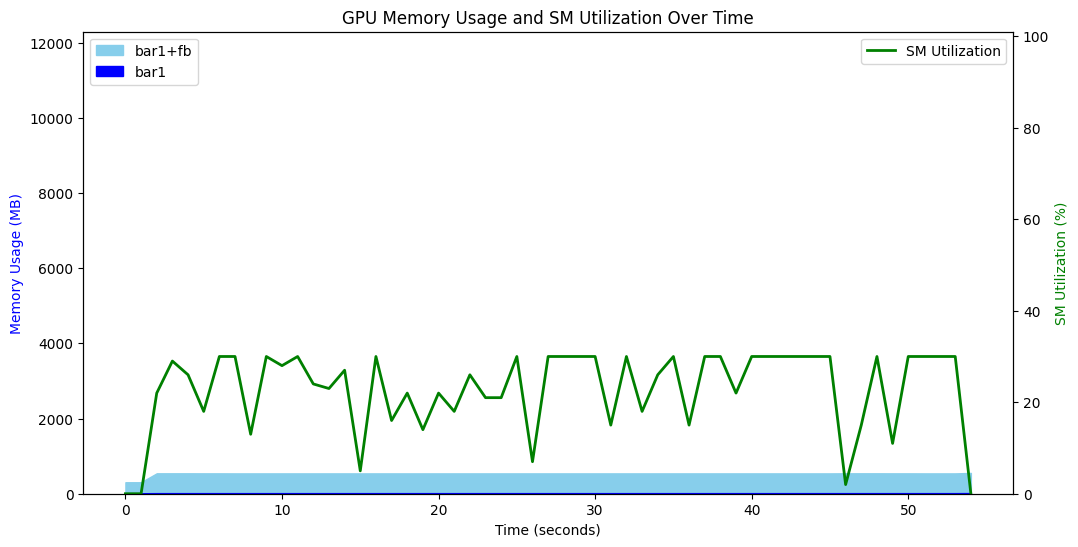 GPU Memory Usage and SM Utilization Over Time
bar1+fb
bar1
SM Utilization
Memory Usage (MB)
12000
10000
8000
6000
4000
2000
0
SM Utilization (%)
100
80
60
40
20
0
0 10 20 30 40 50
Time (seconds)